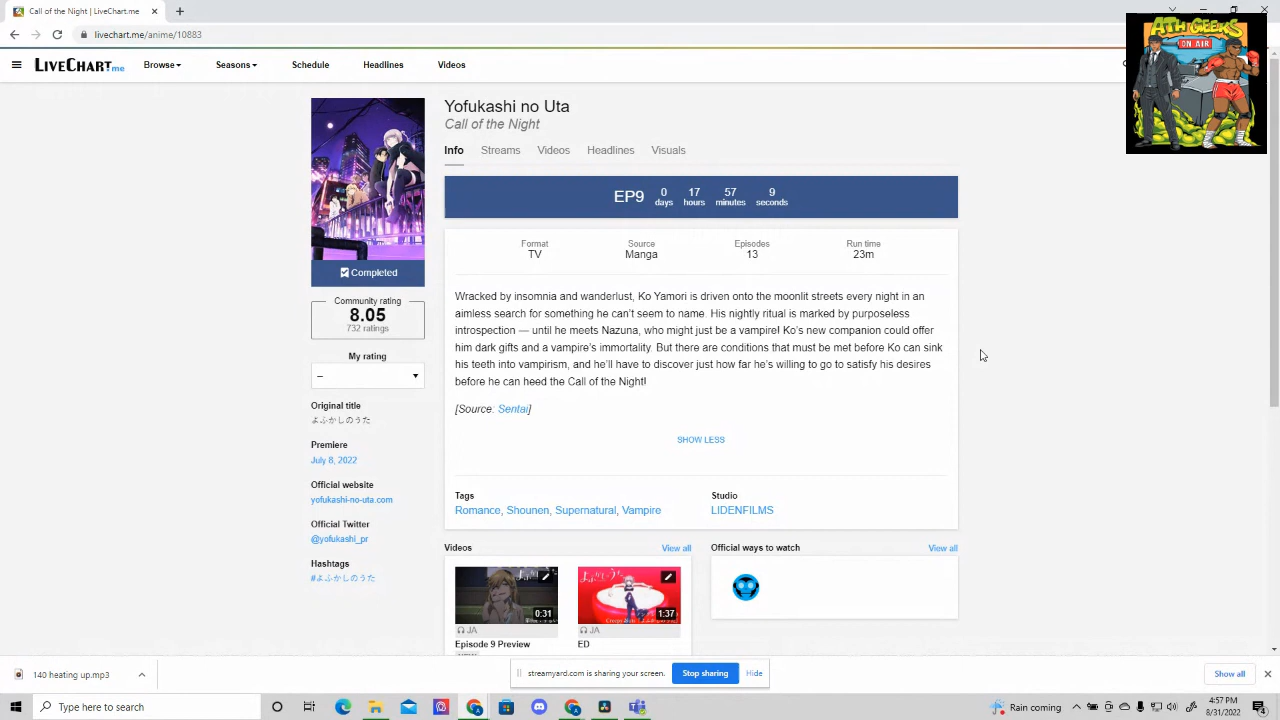 Call of the Night
livechart.me/anime/10883
ATH GEEKS
ON AIR
LIVECHART.me
Browse
Seasons
Schedule
Headlines
Videos
Yofukashi no Uta
Call of the Night
Info
Streams
Videos
Headlines
Visuals
EP9
0 days
17 hours
57 minutes
9 seconds
Completed
Community rating
8.05
732 ratings
My rating
–
Original title
よふかしのうた
Premiere
July 8, 2022
Official website
yofukashi-no-uta.com
Official Twitter
@yofukashi_pr
Hashtags
#よふかしのうた
Format
TV
Source
Manga
Episodes
13
Run time
23m
Wracked by insomnia and wanderlust, Ko Yamori is driven onto the moonlit streets every night in an
aimless search for something he can't seem to name. His nightly ritual is marked by purposeless
introspection — until he meets Nazuna, who might just be a vampire! Ko's new companion could offer
him dark gifts and a vampire's immortality. But there are conditions that must be met before Ko can sink
his teeth into vampirism, and he'll have to discover just how far he's willing to go to satisfy his desires
before he can heed the Call of the Night!
[Source: Sentai]
SHOW LESS
Tags
Romance, Shounen, Supernatural, Vampire
Studio
LIDENFILMS
Videos
View all
0:31
JA
Episode 9 Preview
1:37
JA
ED
Official ways to watch
View all
140 heating up.mp3
streamyard.com is sharing your screen.
Stop sharing
Hide
Show all
Type here to search
Rain coming
4:57 PM
8/31/2022